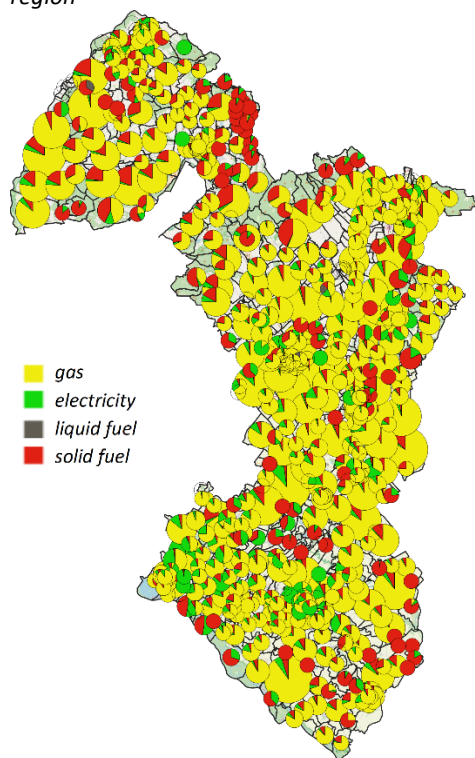 region
gas
electricity
liquid fuel
solid fuel